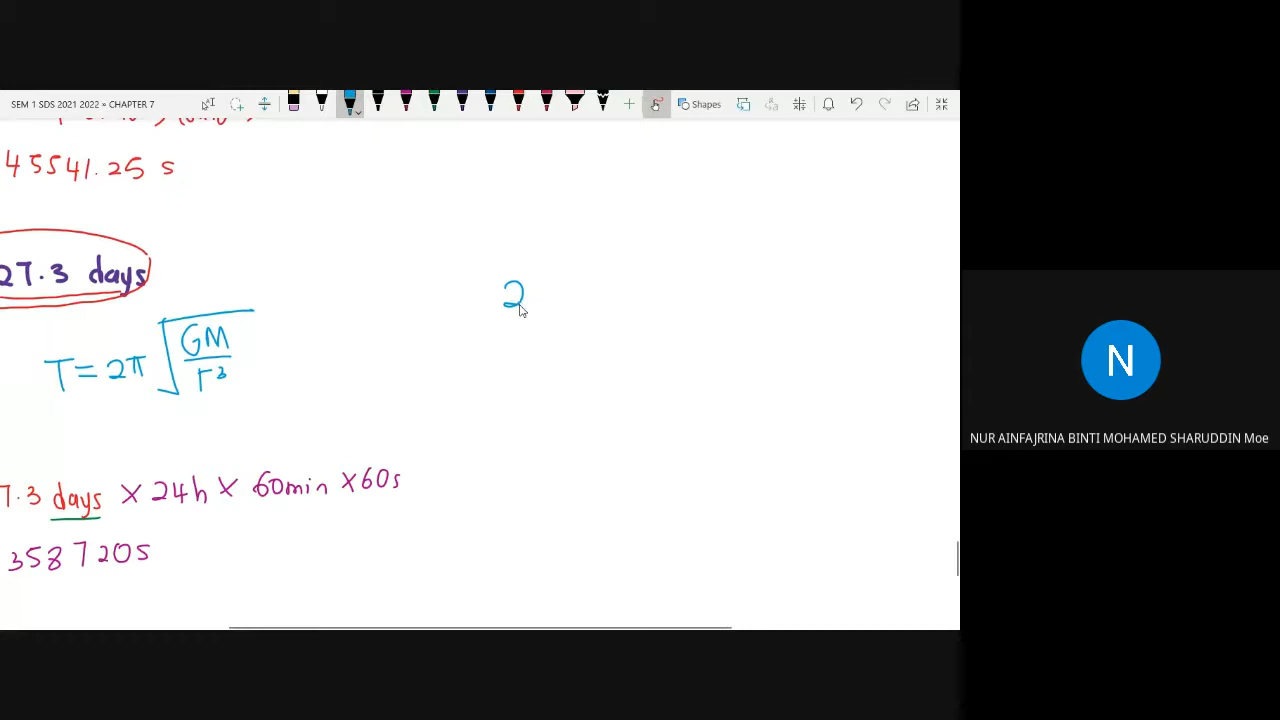 SEM 1 SDS 2021 2022 » CHAPTER 7
Shapes
45541.25 s
27.3 days
2
T = 2π √(GM/r³)
NUR AINFAJRINA BINTI MOHAMED SHARUDDIN Moe
N
7.3 days × 24h × 60min × 60s
358720s